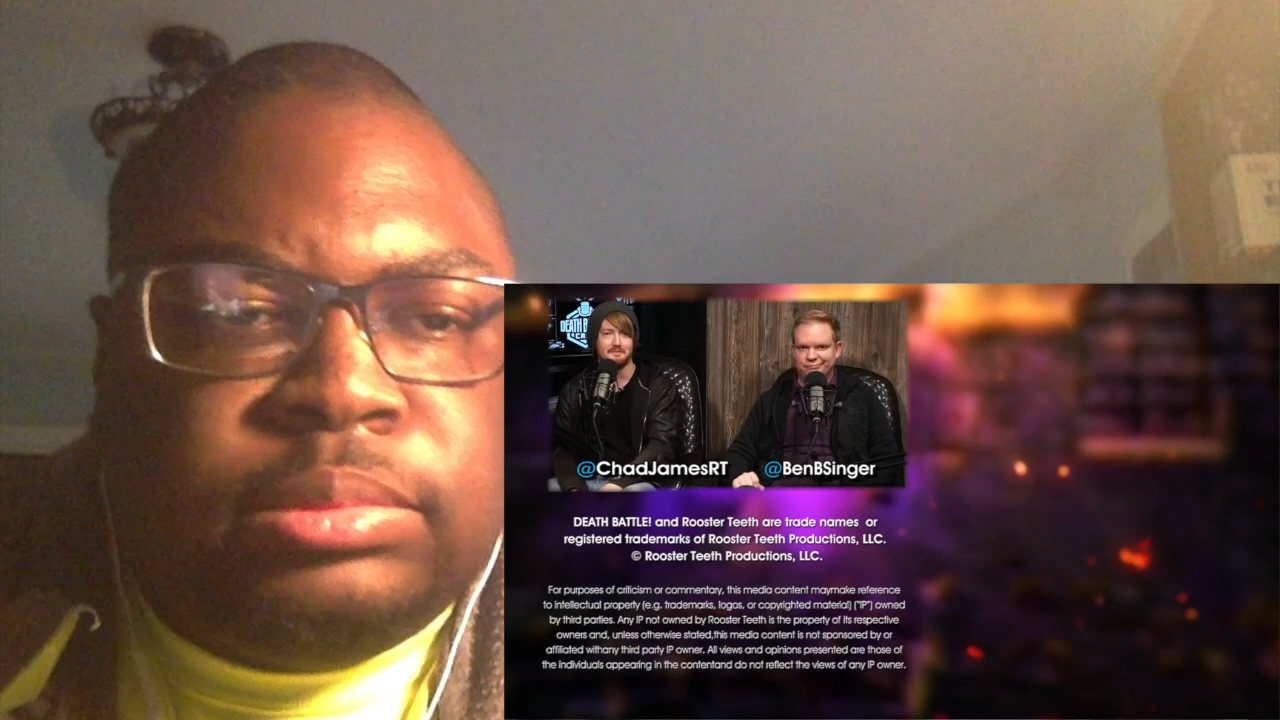 DEATH B
@ChadJamesRT
@BenBSinger
DEATH BATTLE! and Rooster Teeth are trade names or
registered trademarks of Rooster Teeth Productions, LLC.
© Rooster Teeth Productions, LLC.
For purposes of criticism or commentary, this media content maymake reference
to intellectual property (e.g. trademarks, logos, or copyrighted material) ("IP") owned
by third parties. Any IP not owned by Rooster Teeth is the property of its respective
owners and, unless otherwise stated,this media content is not sponsored by or
affiliated withany third party IP owner. All views and opinions presented are those of
the individuals appearing in the contentand do not reflect the views of any IP owner.